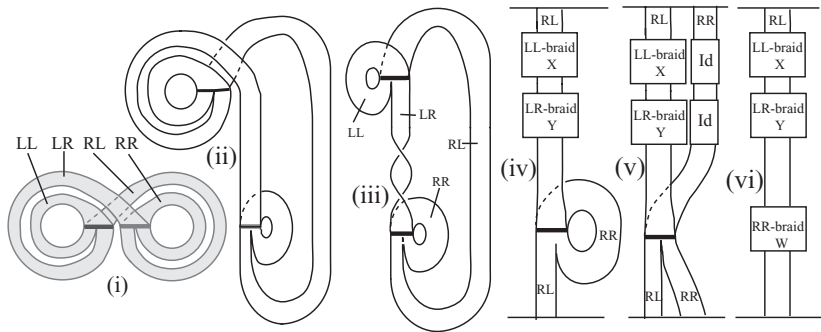 LL LR RL RR
(i)
(ii)
LL
LR
RL
RR
(iii)
RL
LL-braid
X
LR-braid
Y
(iv)
RR
RL
RL RR
LL-braid
X
Id
LR-braid
Y
Id
(v)
RL
RR
RL
LL-braid
X
LR-braid
Y
(vi)
RR-braid
W